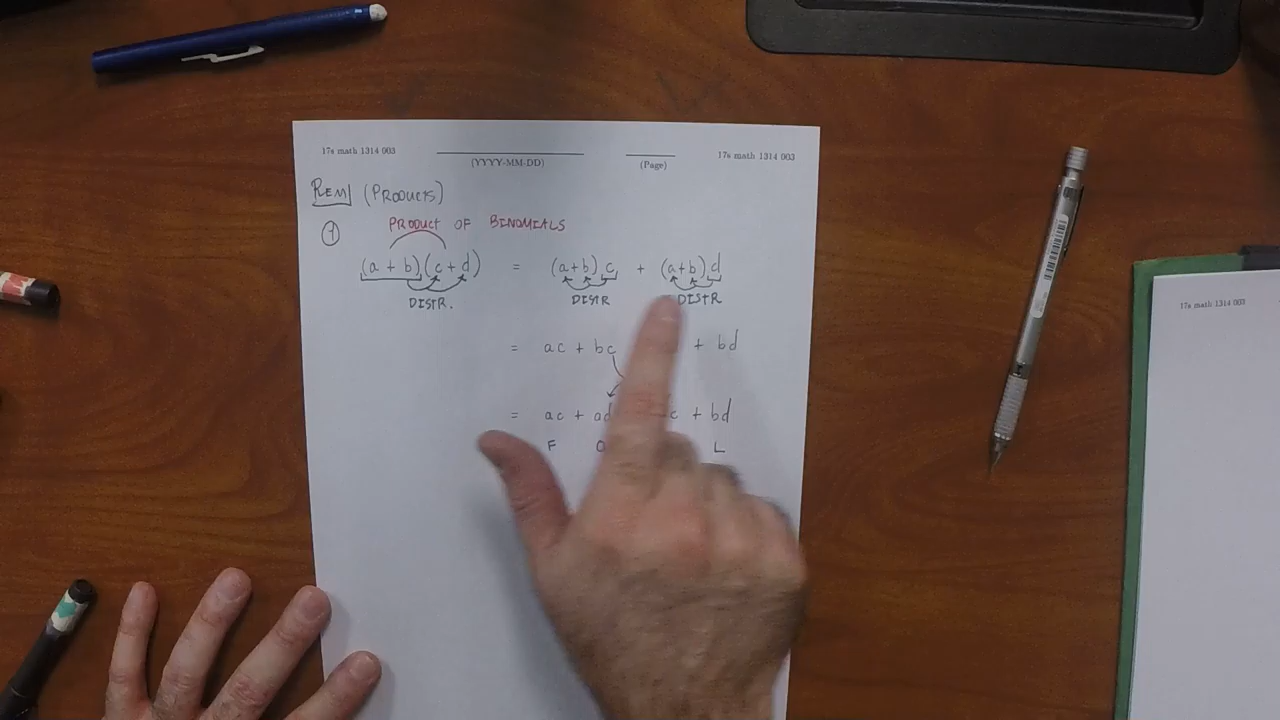 17s math 1314 003
(YYYY-MM-DD)
(Page)
17s math 1314 003
REM (PRODUCTS)
① PRODUCT OF BINOMIALS
(a + b)(c + d) = (a+b)c + (a+b)d
DISTR. DISTR DISTR
= ac + bc + bd
= ac + ad c + bd
F O L
17s math 1314 003